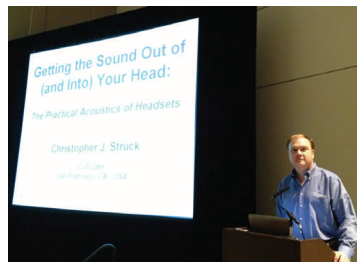 Getting the Sound Out of
(and Into) Your Head:
The Practical Acoustics of Headsets
Christopher J. Struck
San Francisco, CA - USA